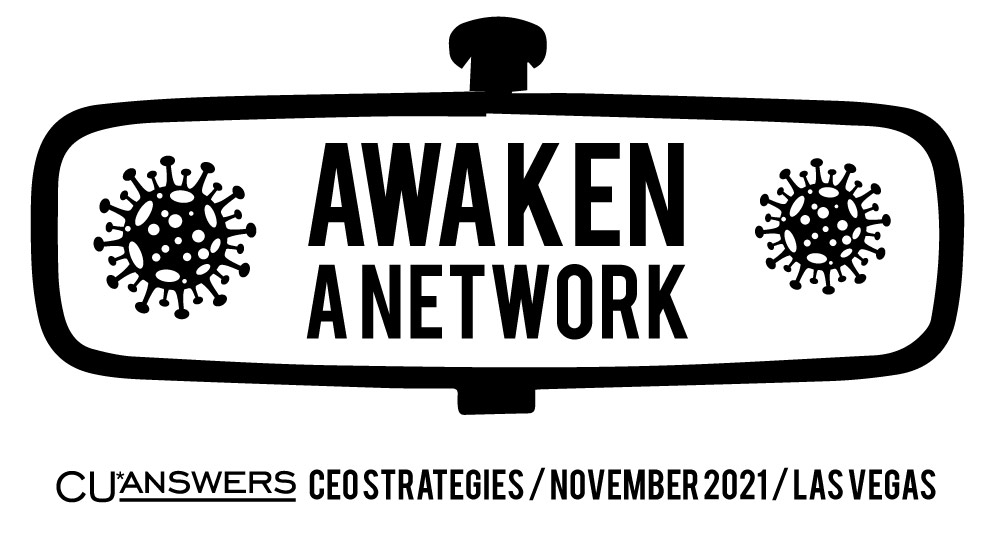 AWAKEN
A NETWORK
CU*ANSWERS CEO STRATEGIES / NOVEMBER 2021 / LAS VEGAS